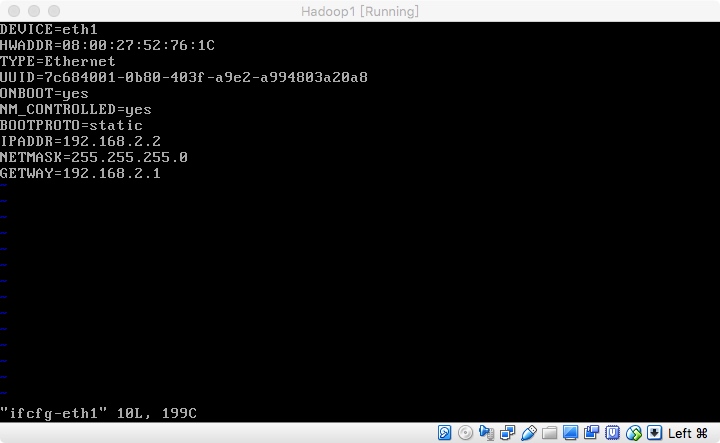 Hadoop1 [Running]
DEVICE=eth1
HWADDR=08:00:27:52:76:1C
TYPE=Ethernet
UUID=7c684001-0b80-403f-a9e2-a994803a20a8
ONBOOT=yes
NM_CONTROLLED=yes
BOOTPROTO=static
IPADDR=192.168.2.2
NETMASK=255.255.255.0
GETWAY=192.168.2.1
"ifcfg-eth1" 10L, 199C
Left ⌘